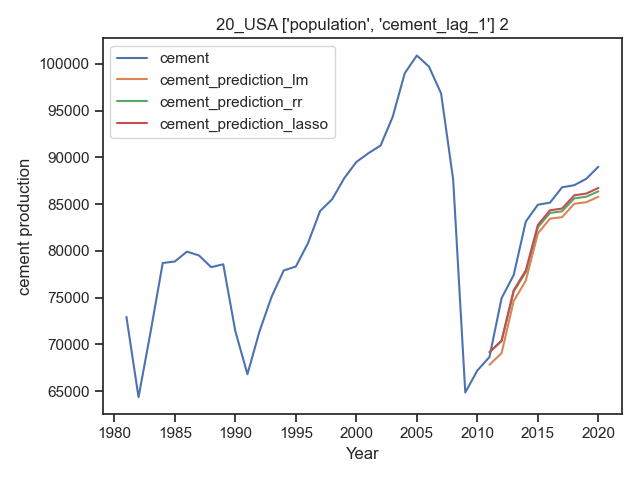 20_USA ['population', 'cement_lag_1'] 2
cement
cement_prediction_lm
cement_prediction_rr
cement_prediction_lasso
cement production
100000
95000
90000
85000
80000
75000
70000
65000
1980 1985 1990 1995 2000 2005 2010 2015 2020
Year